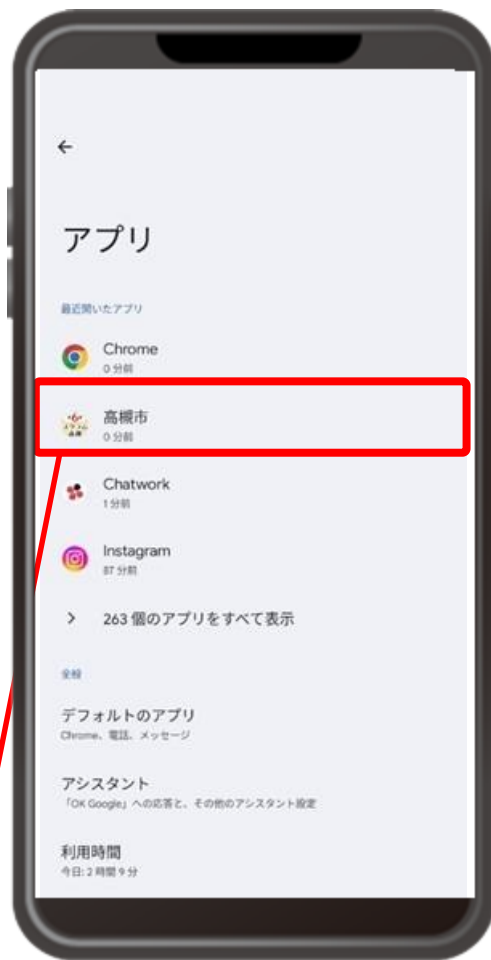 アプリ
最近開いたアプリ
Chrome
0 分前
高槻市
0 分前
Chatwork
1 分前
Instagram
87 分前
263 個のアプリをすべて表示
全般
デフォルトのアプリ
Chrome、電話、メッセージ
アシスタント
「OK Google」への応答と、その他のアシスタント設定
利用時間
今日: 2 時間 9 分